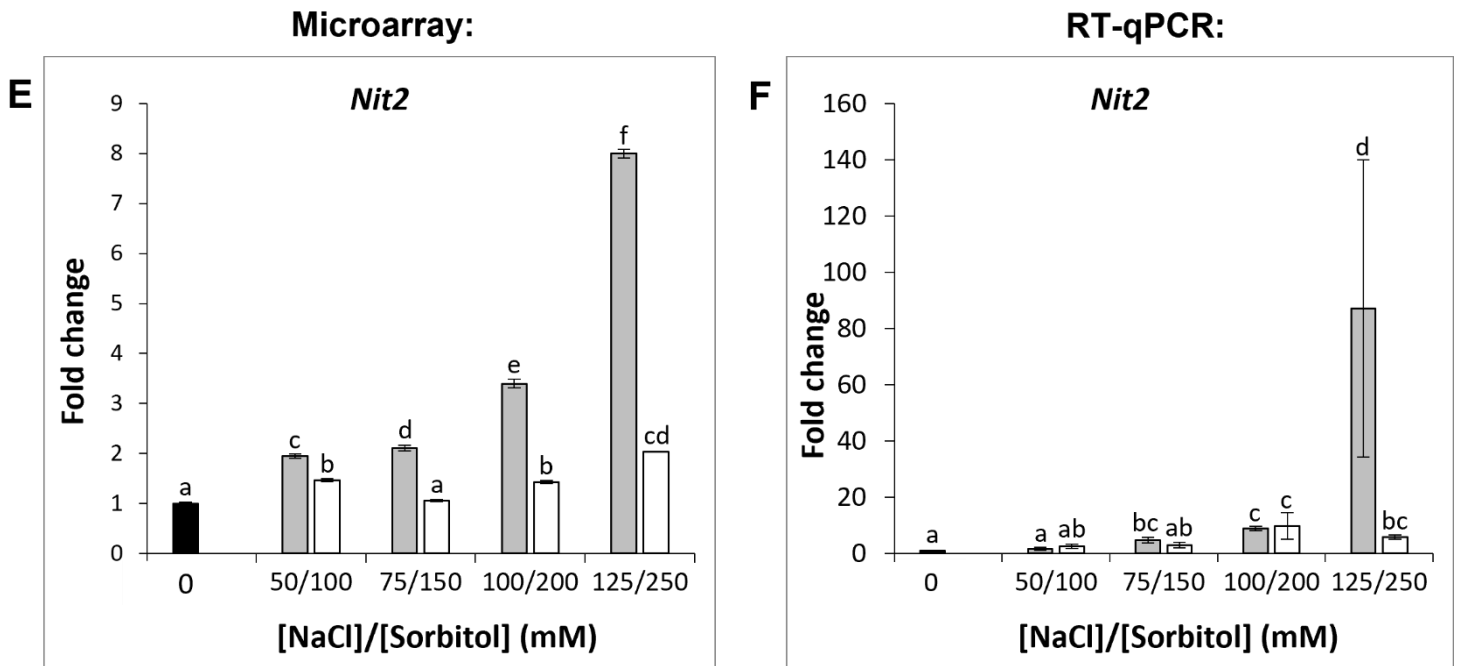 Microarray:
E
Nit2
Fold change
9
8
7
6
5
4
3
2
1
0
a
c
b
d
a
e
b
f
cd
0
50/100
75/150
100/200
125/250
[NaCl]/[Sorbitol] (mM)
RT-qPCR:
F
Nit2
Fold change
160
140
120
100
80
60
40
20
0
a
a
ab
bc
ab
c
c
d
bc
0
50/100
75/150
100/200
125/250
[NaCl]/[Sorbitol] (mM)